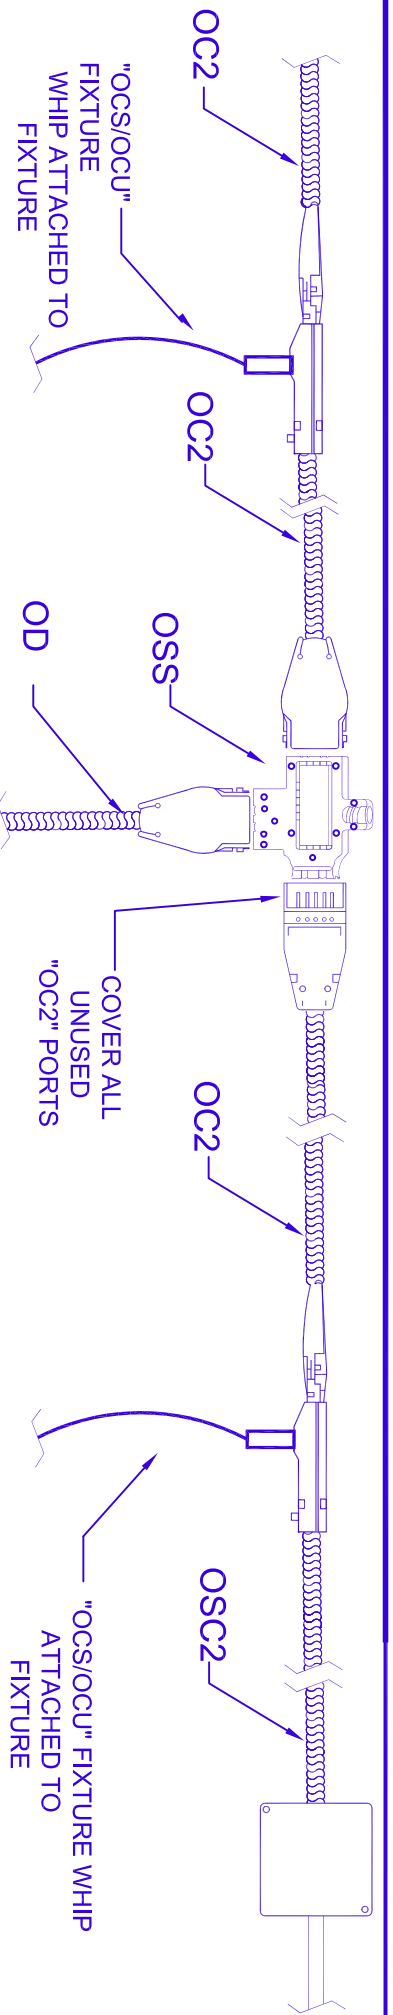 OC2
"OCS/OCU"
FIXTURE
WHIP ATTACHED TO
FIXTURE
OC2
OSS
OD
COVER ALL
UNUSED
"OC2" PORTS
OC2
OSC2
"OCS/OCU" FIXTURE WHIP
ATTACHED TO
FIXTURE